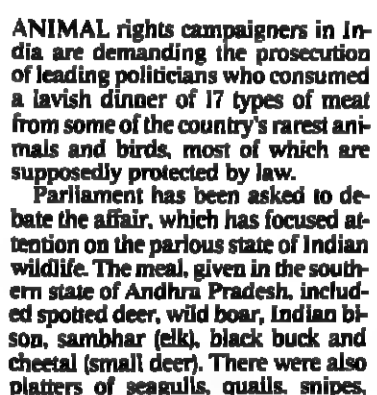 ANIMAL rights campaigners in In-
dia are demanding the prosecution
of leading politicians who consumed
a lavish dinner of 17 types of meat
from some of the country's rarest ani-
mals and birds, most of which are
supposedly protected by law.
Parliament has been asked to de-
bate the affair, which has focused at-
tention on the parlous state of Indian
wildlife. The meal, given in the south-
ern state of Andhra Pradesh, includ-
ed spotted deer, wild boar, Indian bi-
son, sambhar (elk), black buck and
cheetal (small deer). There were also
platters of seagulls, quails, snipes,